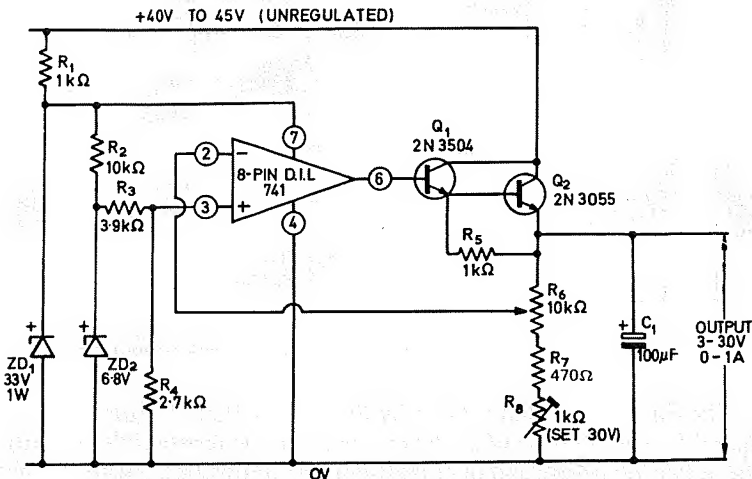 +40V TO 45V (UNREGULATED)
R1
1kΩ
R2
10kΩ
R3
3.9kΩ
2
3
7
8-PIN D.I.L
741
4
6
Q1
2N3504
Q2
2N3055
R5
1kΩ
R6
10kΩ
R7
470Ω
R8
1kΩ
(SET 30V)
+
C1
100µF
OUTPUT
3-30V
0-1A
+
ZD1
33V
1W
+
ZD2
6·8V
R4
2·7kΩ
−
+
0V